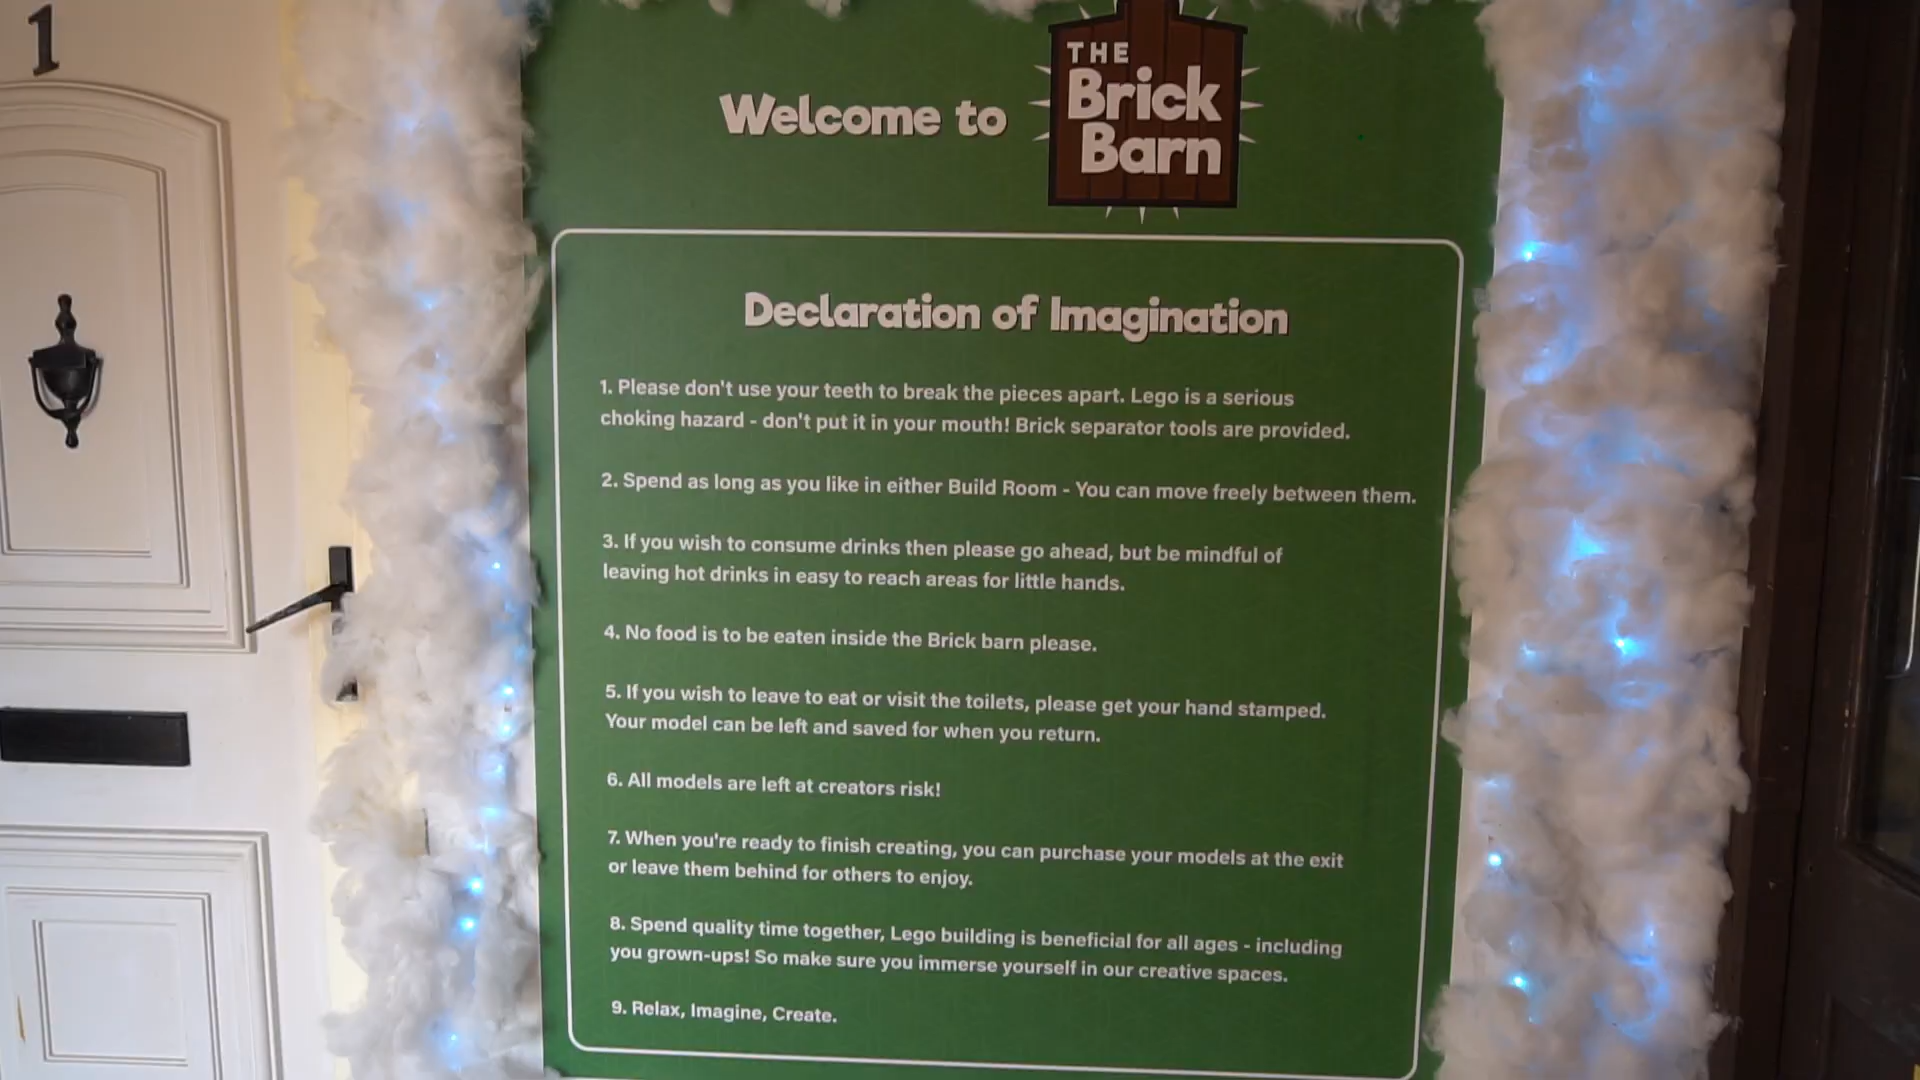 1
Welcome to
THE
Brick
Barn
Declaration of Imagination
1. Please don't use your teeth to break the pieces apart. Lego is a serious
choking hazard - don't put it in your mouth! Brick separator tools are provided.
2. Spend as long as you like in either Build Room - You can move freely between them.
3. If you wish to consume drinks then please go ahead, but be mindful of
leaving hot drinks in easy to reach areas for little hands.
4. No food is to be eaten inside the Brick barn please.
5. If you wish to leave to eat or visit the toilets, please get your hand stamped.
Your model can be left and saved for when you return.
6. All models are left at creators risk!
7. When you're ready to finish creating, you can purchase your models at the exit
or leave them behind for others to enjoy.
8. Spend quality time together, Lego building is beneficial for all ages - including
you grown-ups! So make sure you immerse yourself in our creative spaces.
9. Relax, Imagine, Create.